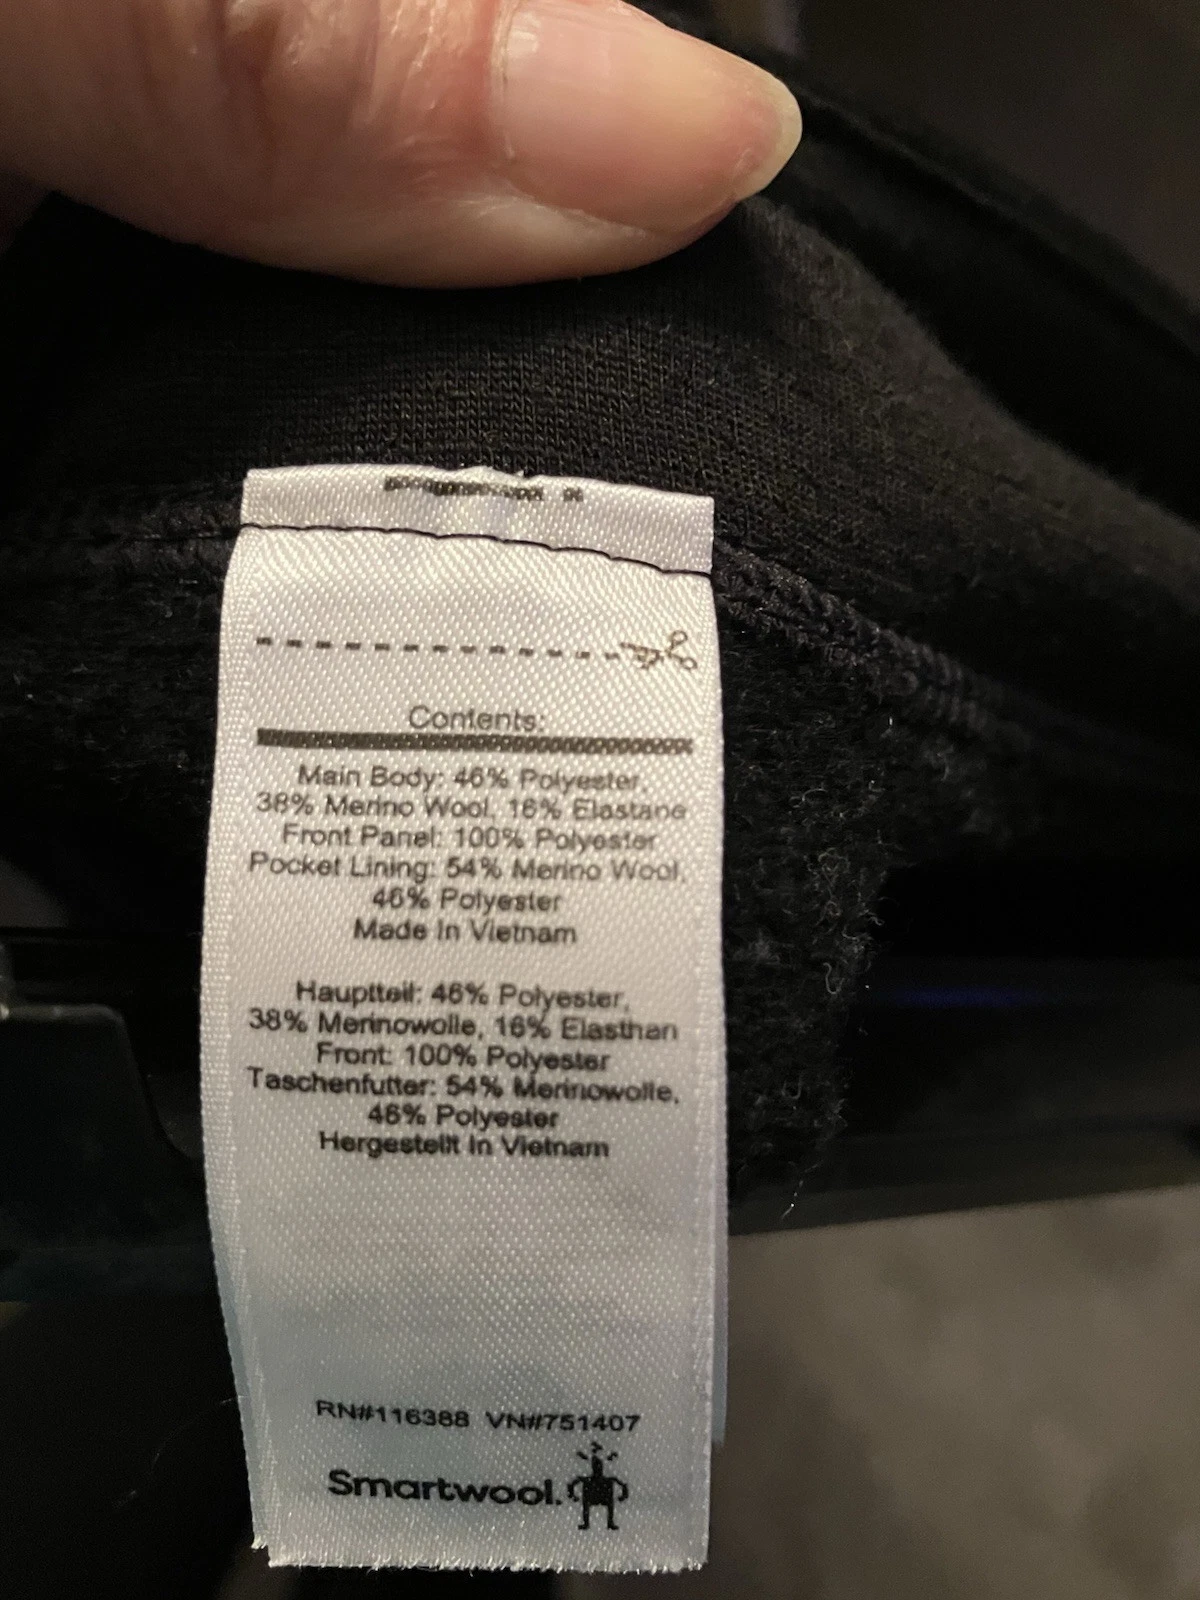 Contents:
Main Body: 46% Polyester,
38% Merino Wool, 16% Elastane
Front Panel: 100% Polyester
Pocket Lining: 54% Merino Wool,
46% Polyester
Made In Vietnam
Hauptteil: 46% Polyester,
38% Merinowolle, 16% Elasthan
Front: 100% Polyester
Taschenfutter: 54% Merinowolle,
46% Polyester
Hergestellt In Vietnam
RN#116388 VN#751407
Smartwool.